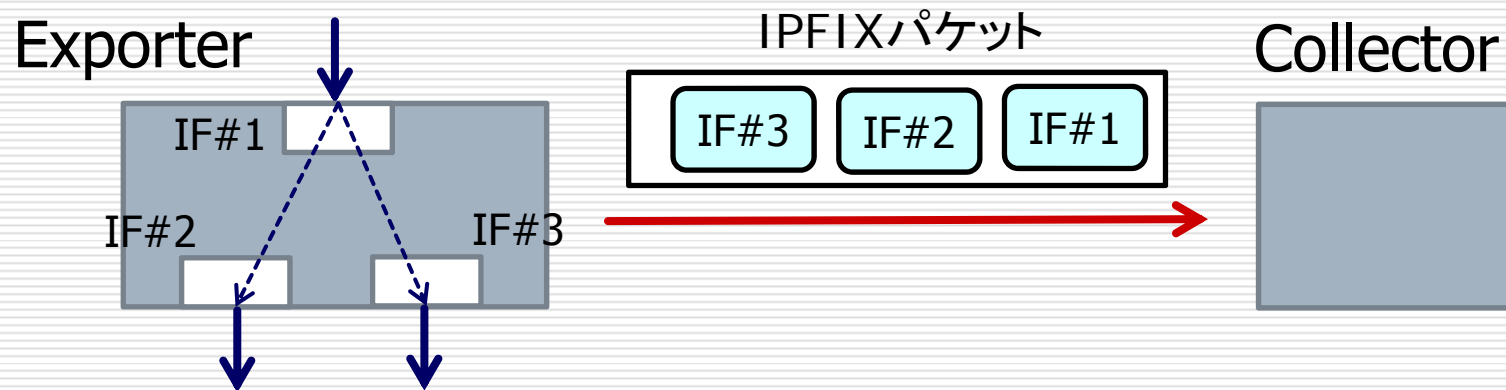 Exporter
IPFIXパケット
Collector
IF#1
IF#2
IF#3
IF#3
IF#2
IF#1